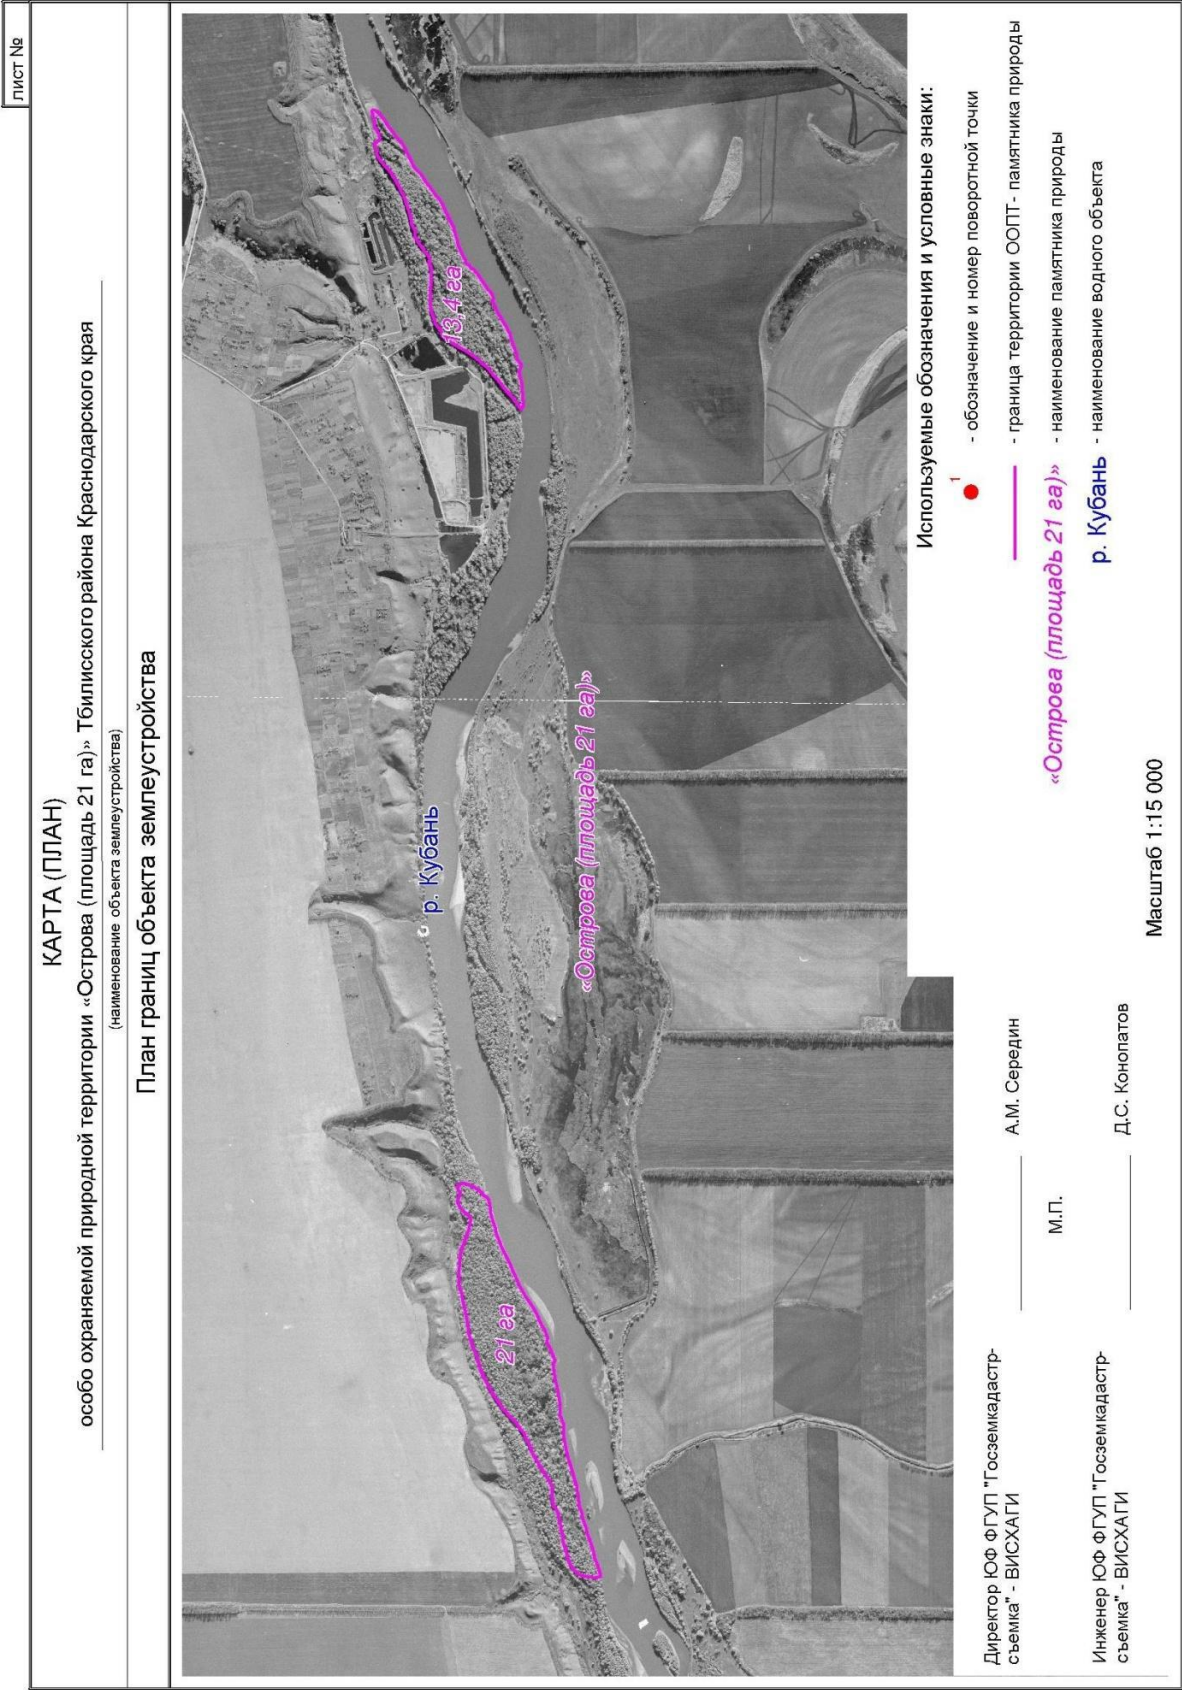 лист №
КАРТА (ПЛАН)
особо охраняемой природной территории «Острова (площадь 21 га)» Тбилисского района Краснодарского края
(наименование объекта землеустройства)
План границ объекта землеустройства
р. Кубань
13,4 га
21 га
«Острова (площадь 21 га)»
Используемые обозначения и условные знаки:
1 - обозначение и номер поворотной точки
- граница территории ООПТ- памятника природы
«Острова (площадь 21 га)» - наименование памятника природы
р. Кубань - наименование водного объекта
Директор ЮФ ФГУП "Госземкадастр-
съемка" - ВИСХАГИ
А.М. Середин
М.П.
Инженер ЮФ ФГУП "Госземкадастр-
съемка" - ВИСХАГИ
Д.С. Конопатов
Масштаб 1:15 000